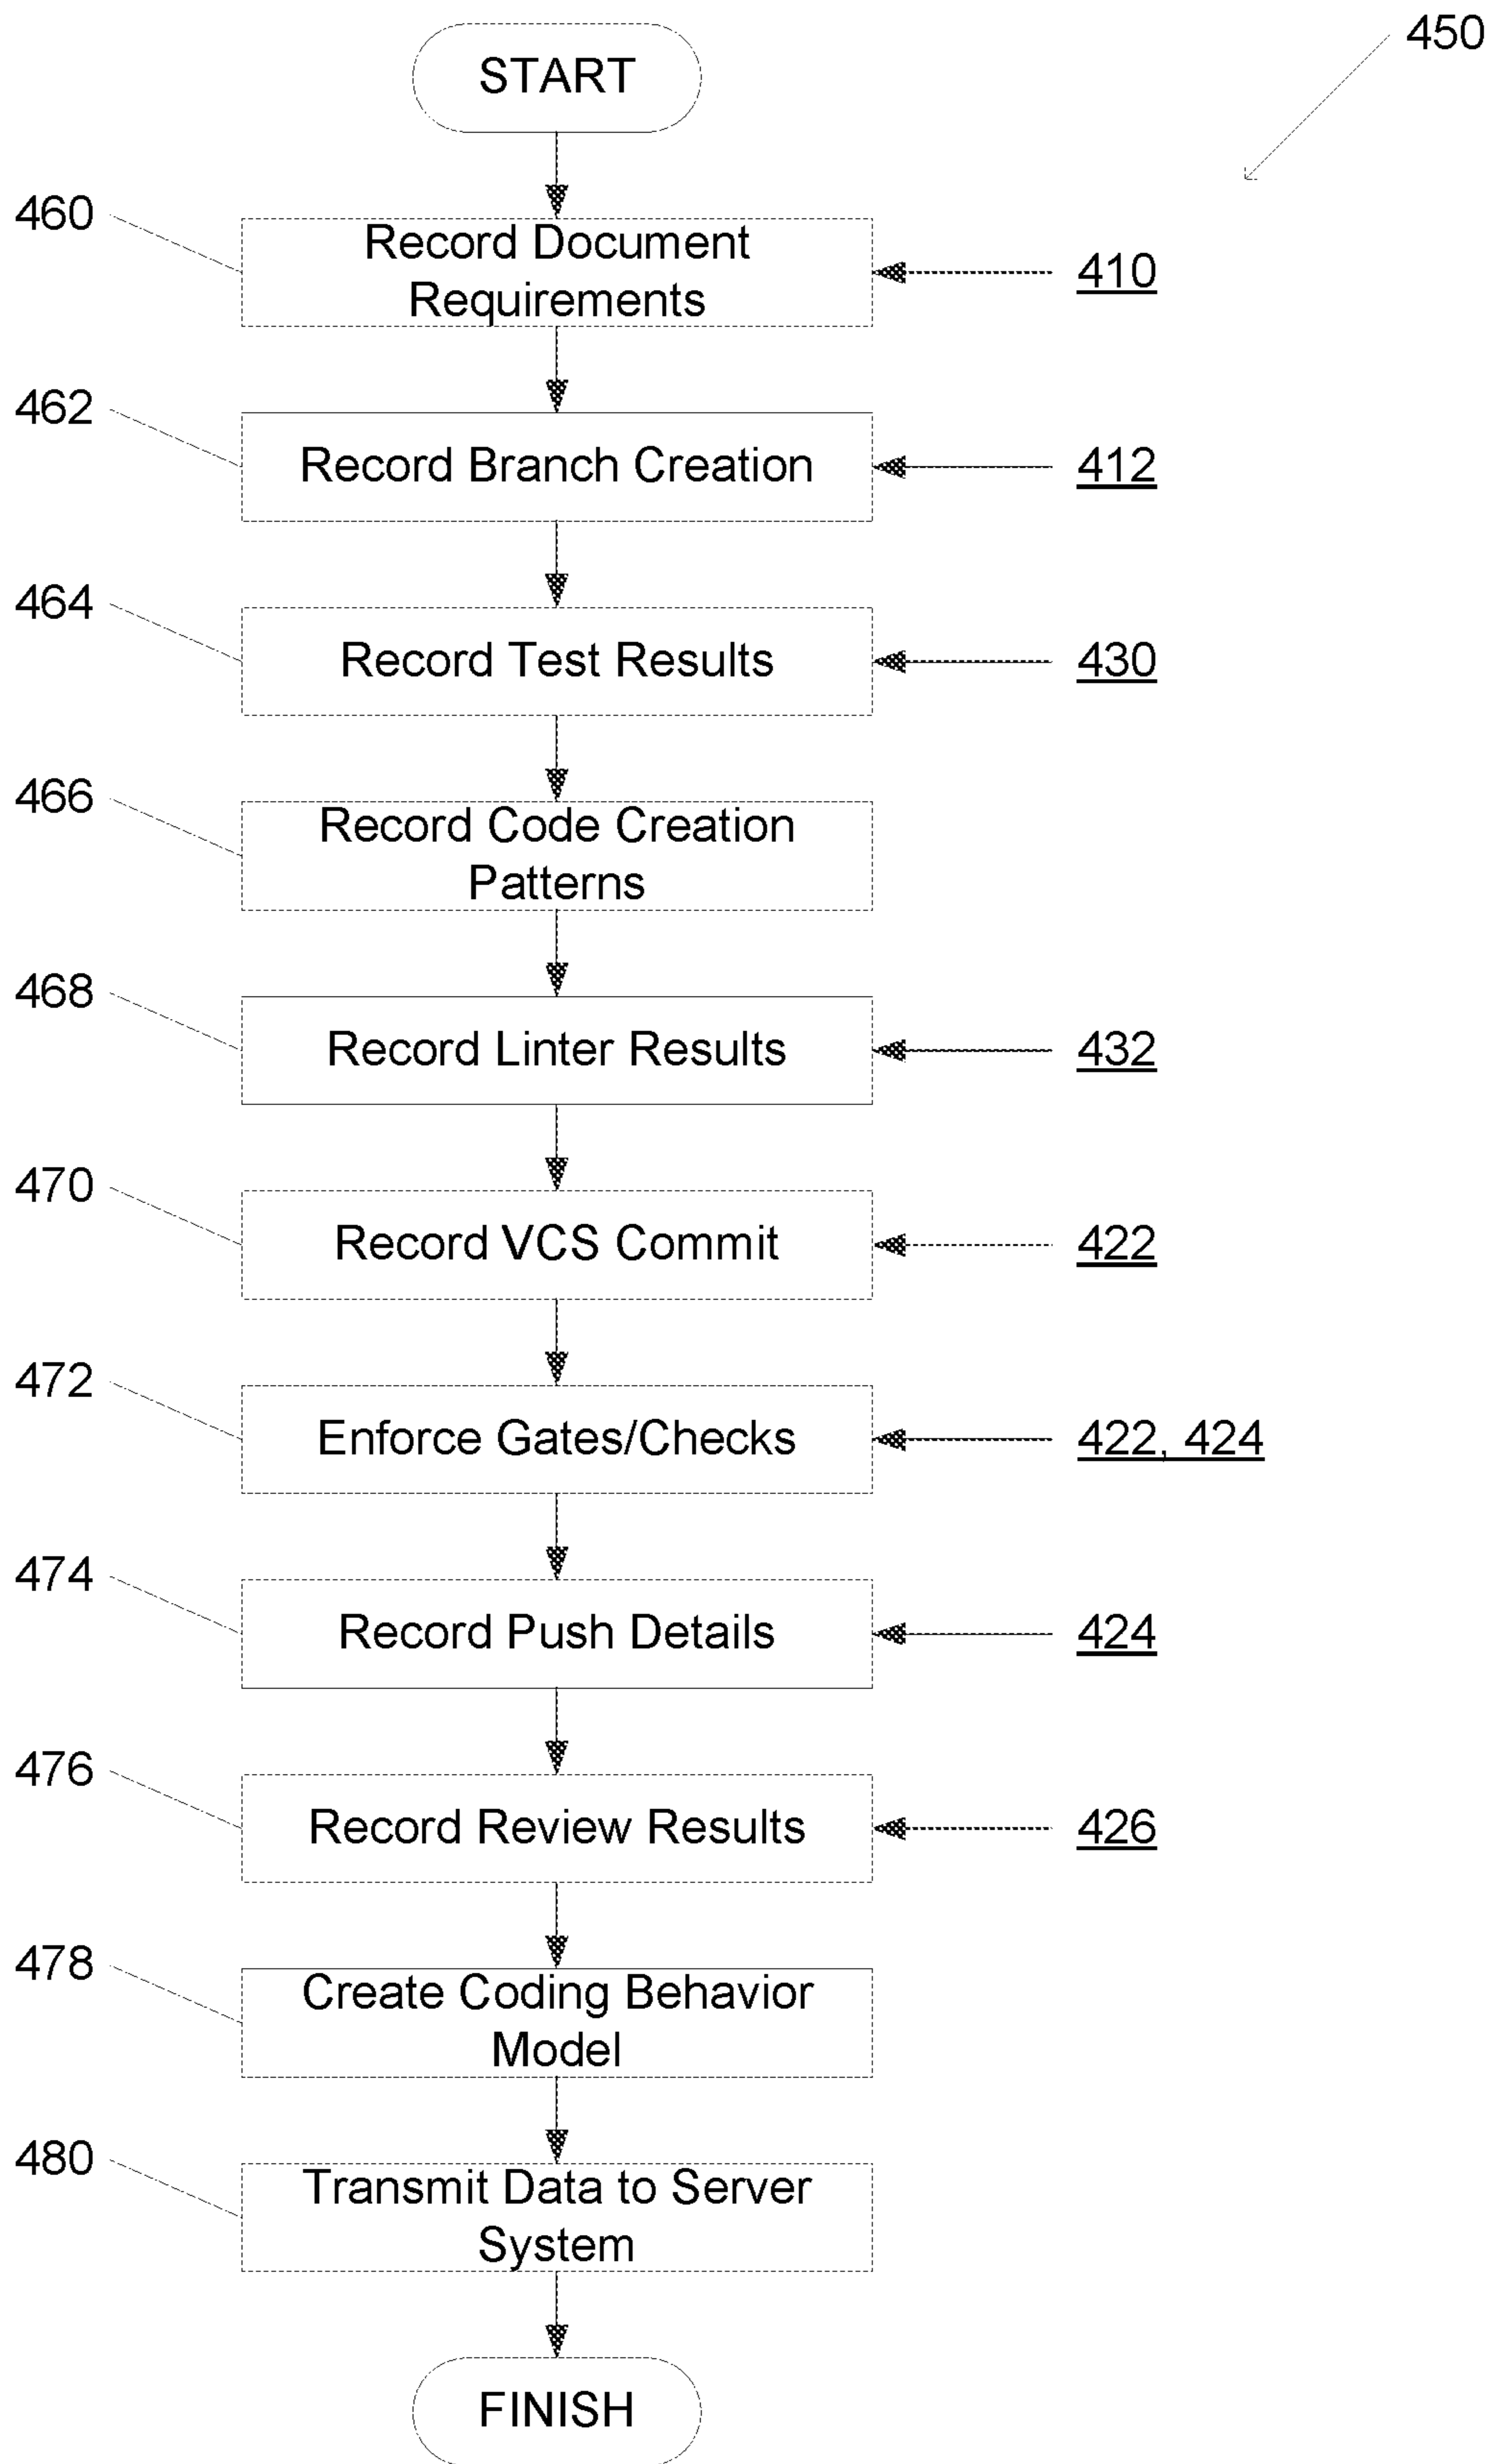 450
START
460
Record Document
Requirements
410
462
Record Branch Creation
412
464
Record Test Results
430
466
Record Code Creation
Patterns
468
Record Linter Results
432
470
Record VCS Commit
422
472
Enforce Gates/Checks
422, 424
474
Record Push Details
424
476
Record Review Results
426
478
Create Coding Behavior
Model
480
Transmit Data to Server
System
FINISH